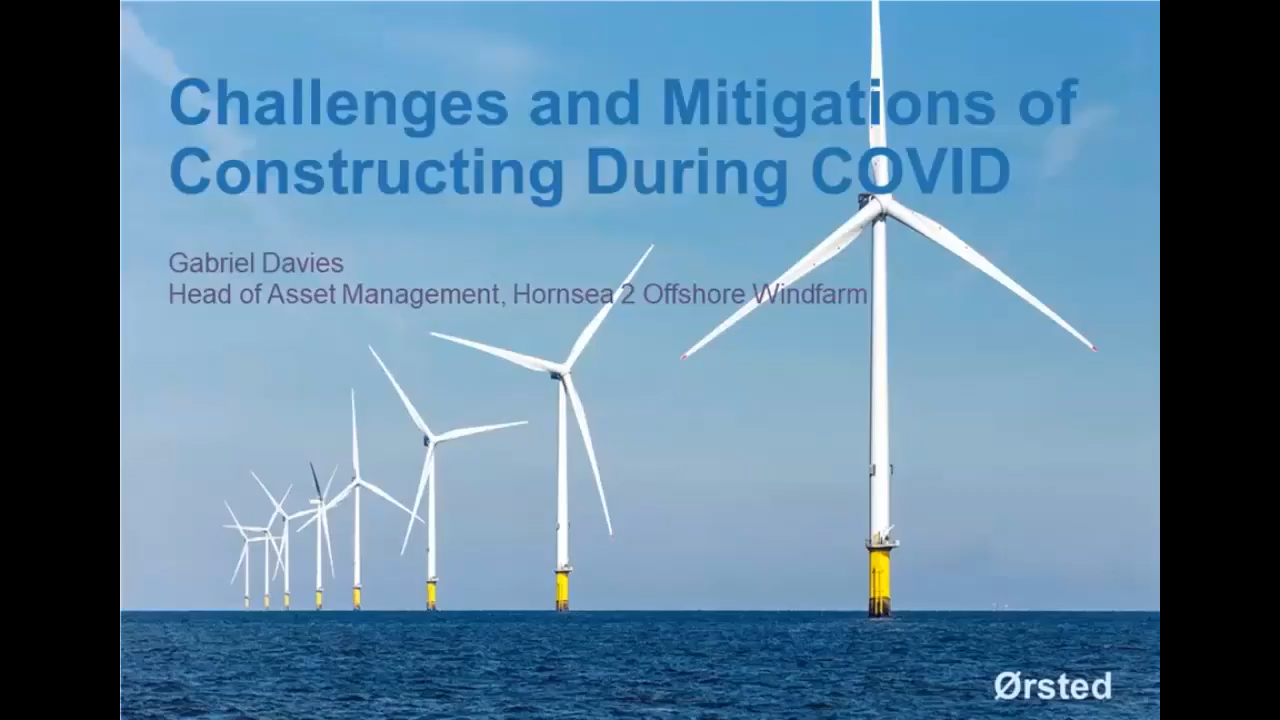 Challenges and Mitigations of
Constructing During COVID
Gabriel Davies
Head of Asset Management, Hornsea 2 Offshore Windfarm
Ørsted